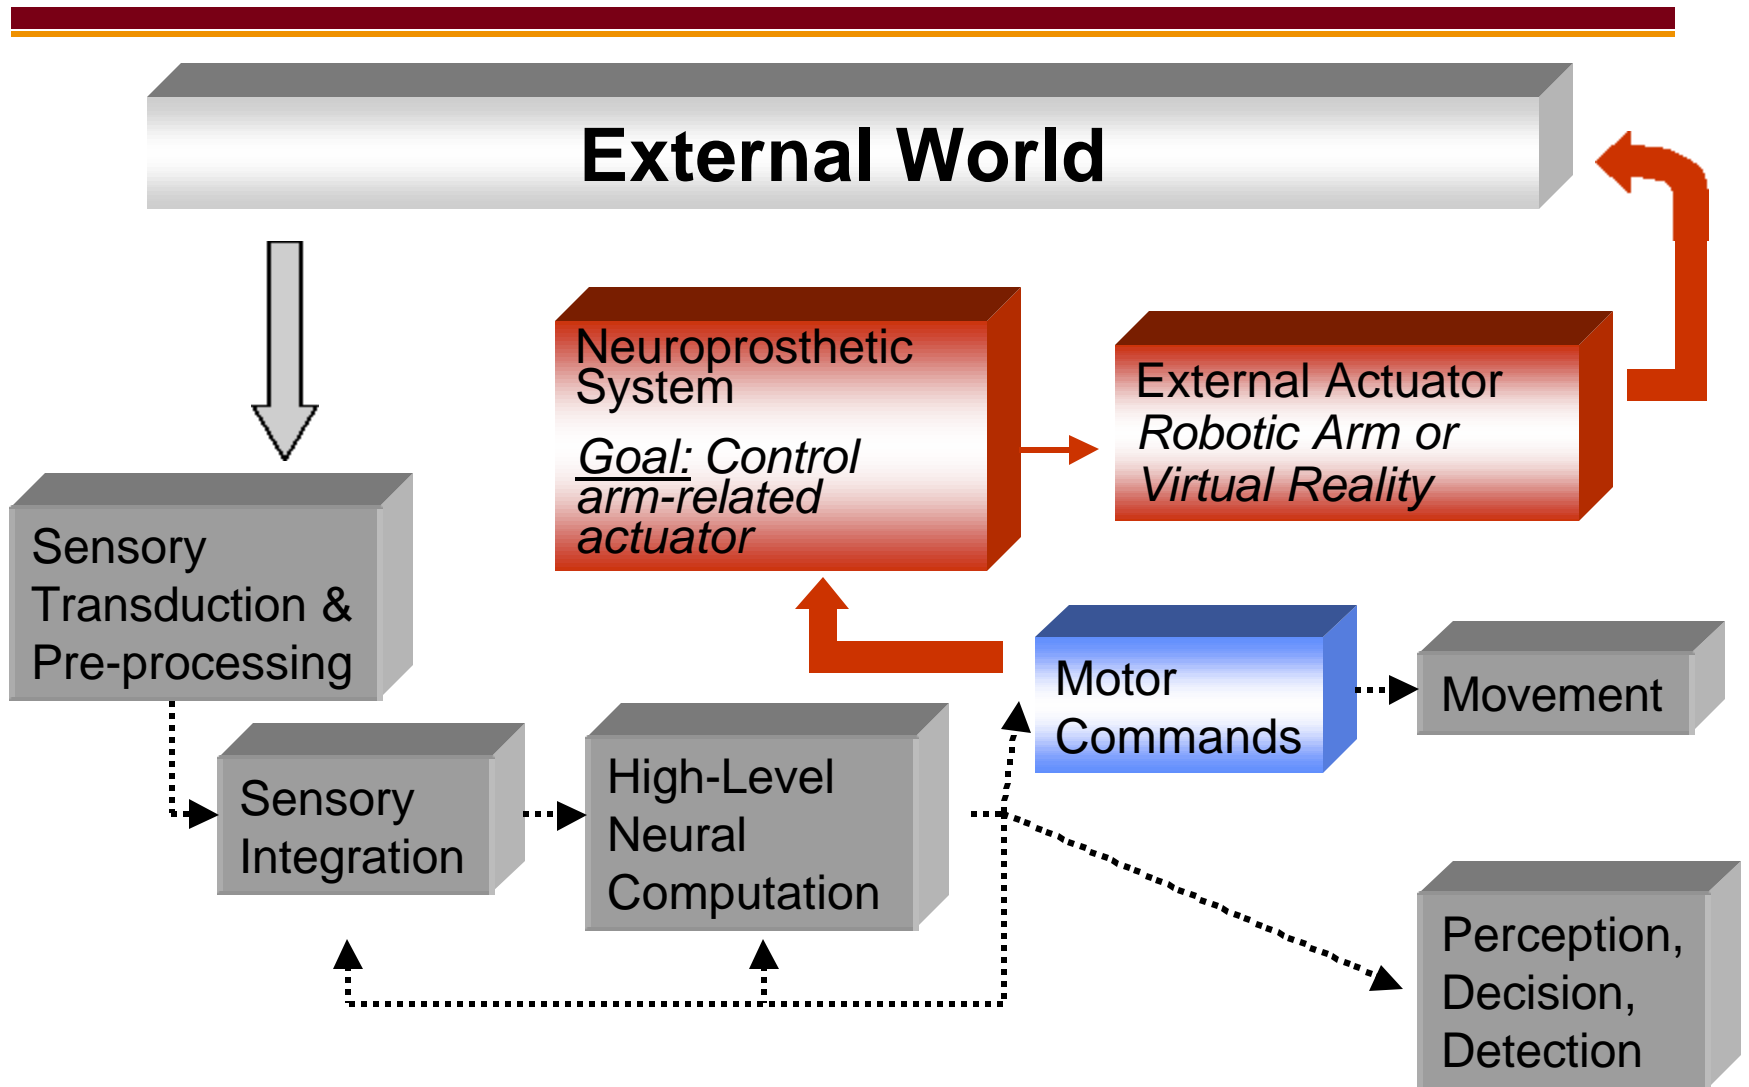 External World
Neuroprosthetic
System
Goal: Control
arm-related
actuator
External Actuator
Robotic Arm or
Virtual Reality
Sensory
Transduction &
Pre-processing
Motor
Commands
Movement
Sensory
Integration
High-Level
Neural
Computation
Perception,
Decision,
Detection